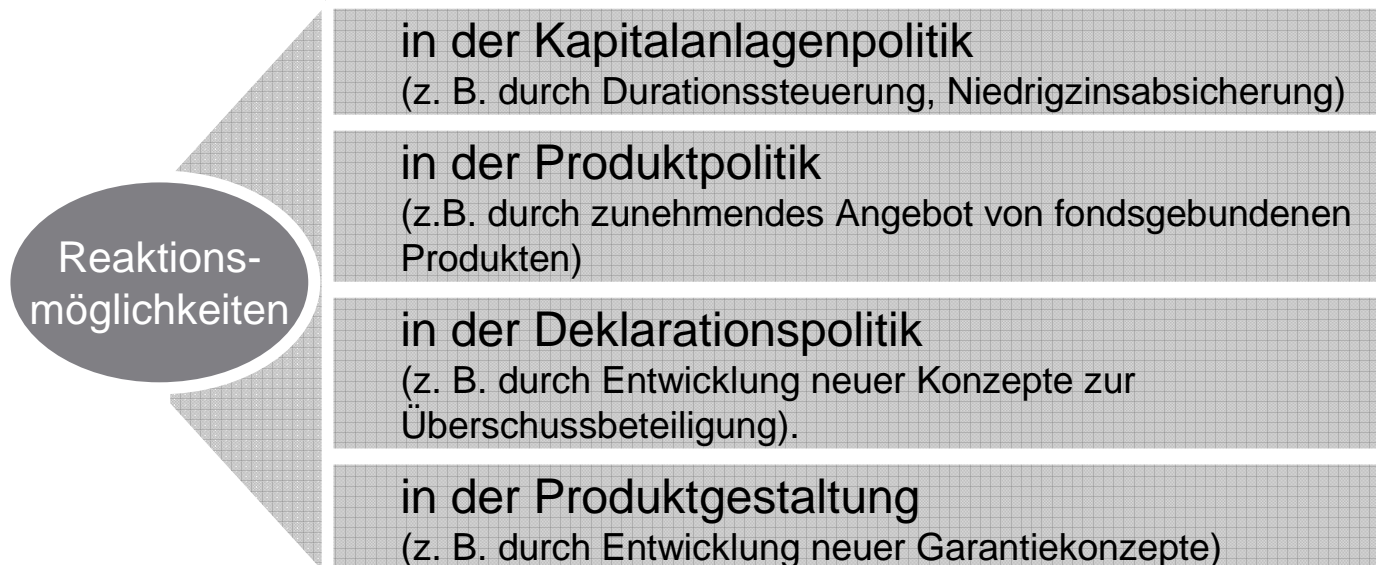 Reaktions-
möglichkeiten
in der Kapitalanlagenpolitik
(z. B. durch Durationssteuerung, Niedrigzinsabsicherung)
in der Produktpolitik
(z.B. durch zunehmendes Angebot von fondsgebundenen
Produkten)
in der Deklarationspolitik
(z. B. durch Entwicklung neuer Konzepte zur
Überschussbeteiligung).
in der Produktgestaltung
(z. B. durch Entwicklung neuer Garantiekonzepte)